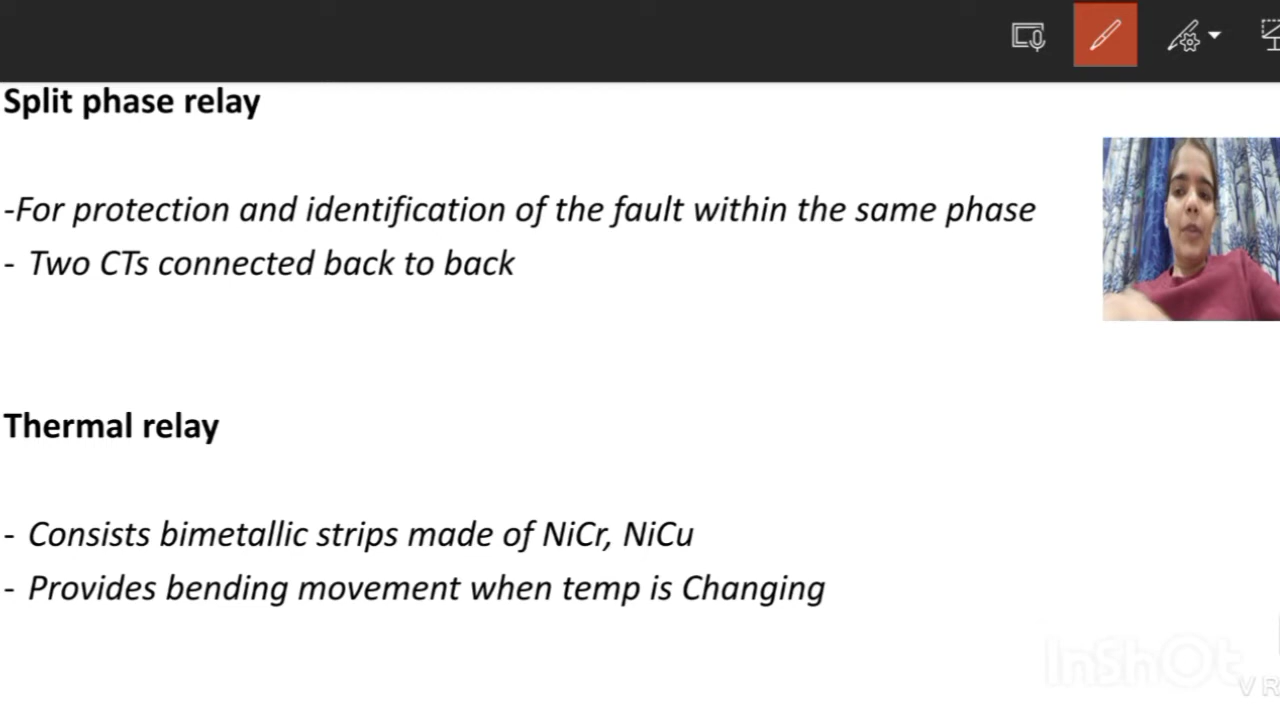 Split phase relay
-For protection and identification of the fault within the same phase
- Two CTs connected back to back
Thermal relay
- Consists bimetallic strips made of NiCr, NiCu
- Provides bending movement when temp is Changing
InShOt
V R